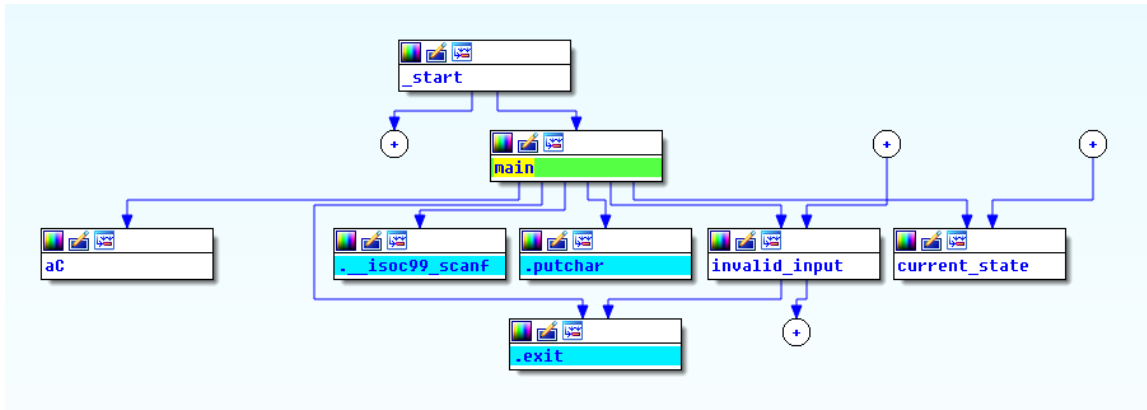 _start
+
+
+
main
aC
.__isoc99_scanf
.putchar
invalid_input
current_state
.exit
+